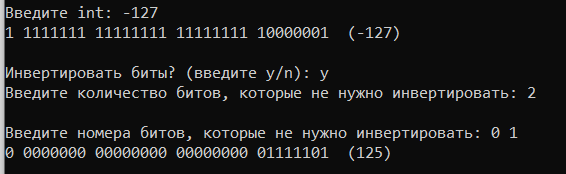 Введите int: -127
1 1111111 11111111 11111111 10000001  (-127)
Инвертировать биты? (введите y/n): y
Введите количество битов, которые не нужно инвертировать: 2
Введите номера битов, которые не нужно инвертировать: 0 1
0 0000000 00000000 00000000 01111101  (125)